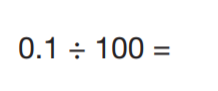 0.1 ÷ 100 =